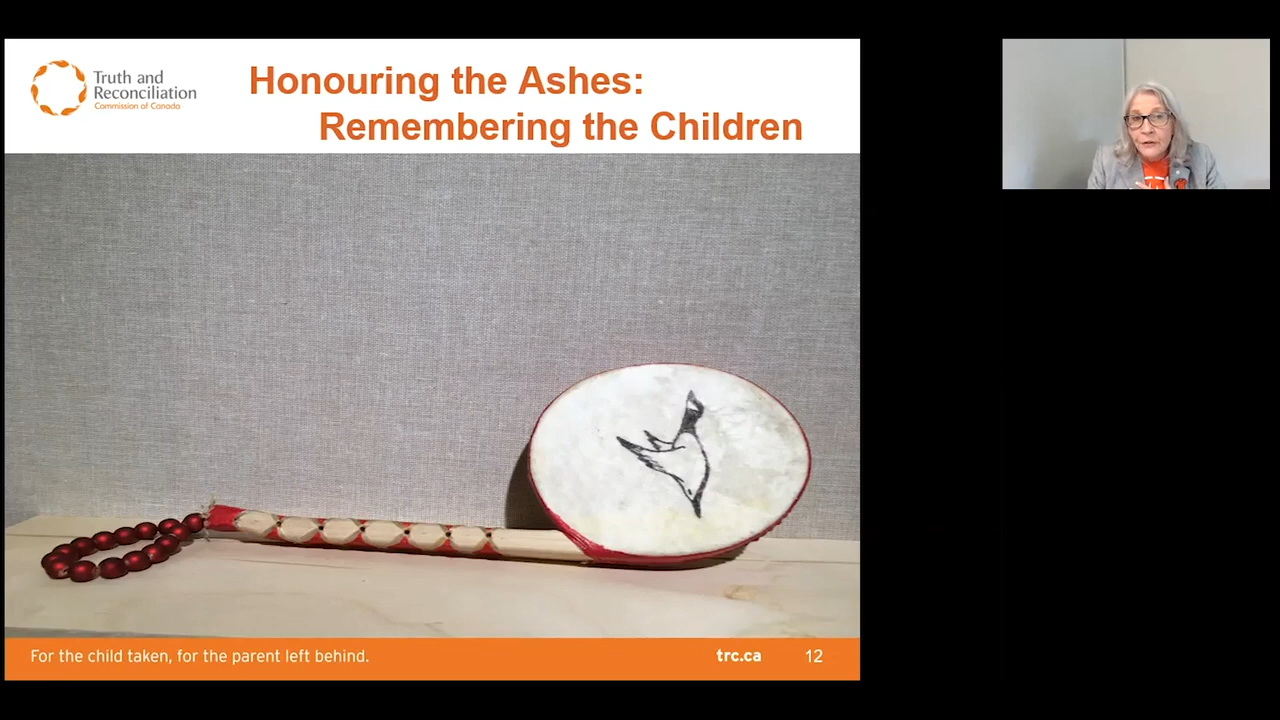 Truth and
Reconciliation
Commission of Canada
Honouring the Ashes:
Remembering the Children
For the child taken, for the parent left behind.
trc.ca
12